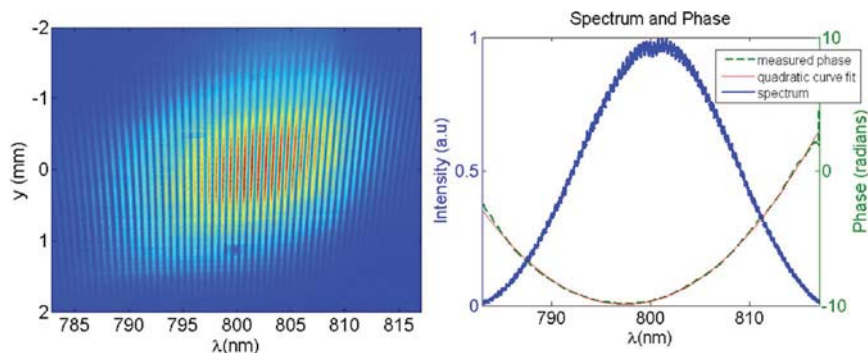 -2
-1
0
1
2
y (mm)
785 790 795 800 805 810 815
λ(nm)
Spectrum and Phase
1
0.5
0
Intensity (a.u)
10
0
-10
Phase (radians)
measured phase
quadratic curve fit
spectrum
790 800 810
λ(nm)